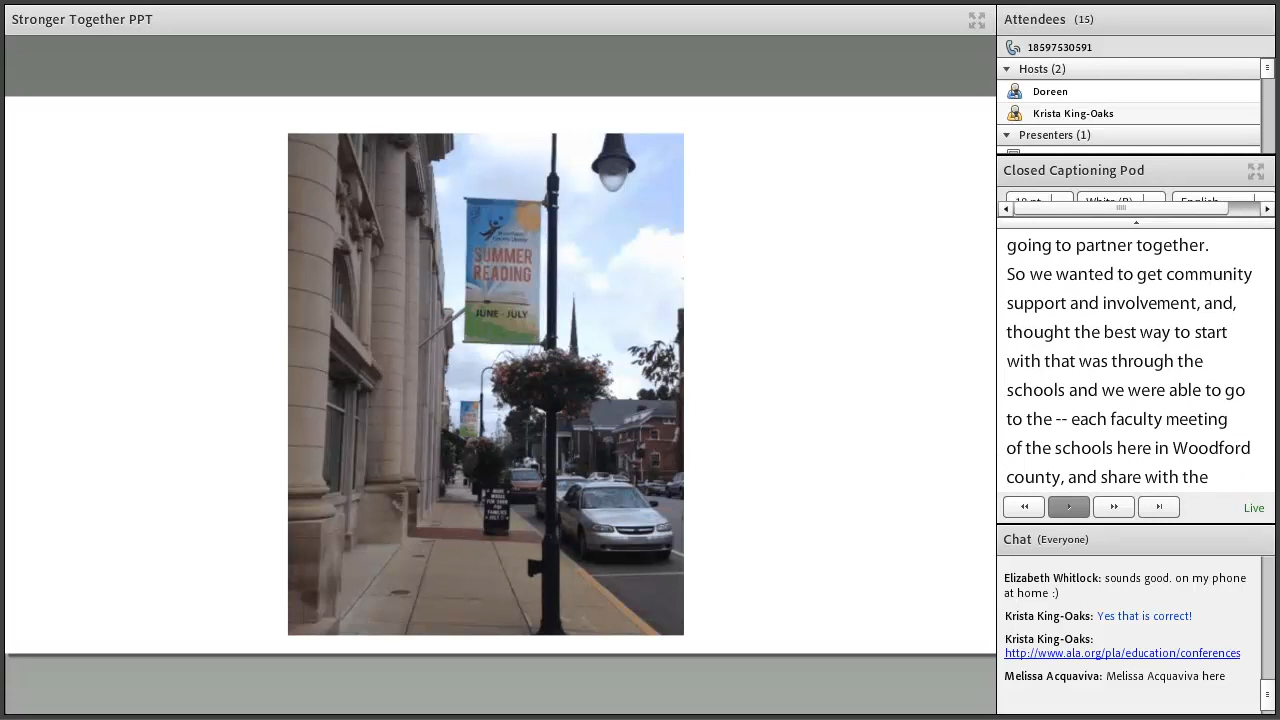 Stronger Together PPT
SUMMER
READING
JUNE - JULY
Attendees (15)
18597530591
Hosts (2)
Doreen
Krista King-Oaks
Presenters (1)
Closed Captioning Pod
going to partner together.
So we wanted to get community
support and involvement, and,
thought the best way to start
with that was through the
schools and we were able to go
to the -- each faculty meeting
of the schools here in Woodford
county, and share with the
Live
Chat (Everyone)
Elizabeth Whitlock: sounds good. on my phone
at home :)
Krista King-Oaks: Yes that is correct!
Krista King-Oaks:
http://www.ala.org/pla/education/conferences
Melissa Acquaviva: Melissa Acquaviva here